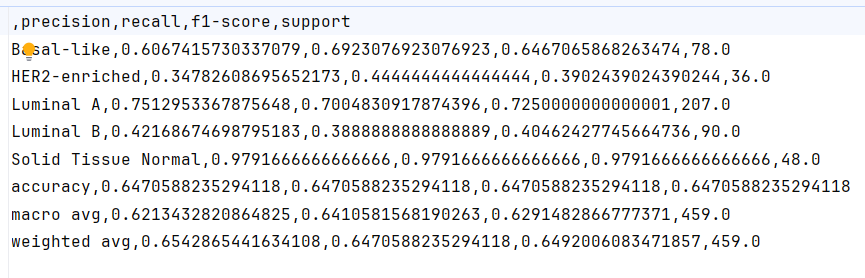 ,precision,recall,f1-score,support
Basal-like,0.6067415730337079,0.6923076923076923,0.6467065868263474,78.0
HER2-enriched,0.34782608695652173,0.4444444444444444,0.3902439024390244,36.0
Luminal A,0.7512953367875648,0.7004830917874396,0.7250000000000001,207.0
Luminal B,0.42168674698795183,0.3888888888888889,0.40462427745664736,90.0
Solid Tissue Normal,0.9791666666666666,0.9791666666666666,0.9791666666666666,48.0
accuracy,0.6470588235294118,0.6470588235294118,0.6470588235294118,0.6470588235294118
macro avg,0.6213432820864825,0.6410581568190263,0.6291482866777371,459.0
weighted avg,0.6542865441634108,0.6470588235294118,0.6492006083471857,459.0